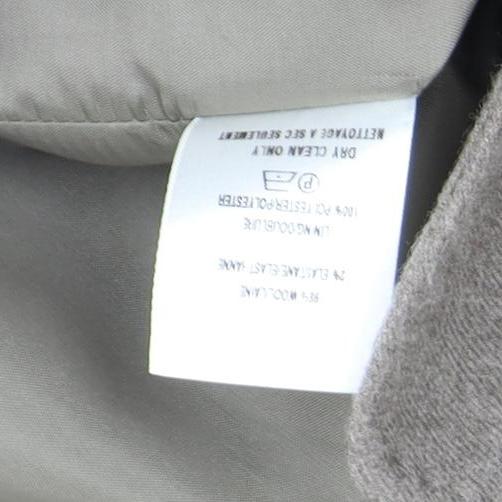 98% WOOL/LAINE
2% ELASTANE/ELASTHANNE
LINING/DOUBLURE
100% POLYESTER/POLYESTER
P
DRY CLEAN ONLY
NETTOYAGE A SEC SEULEMENT